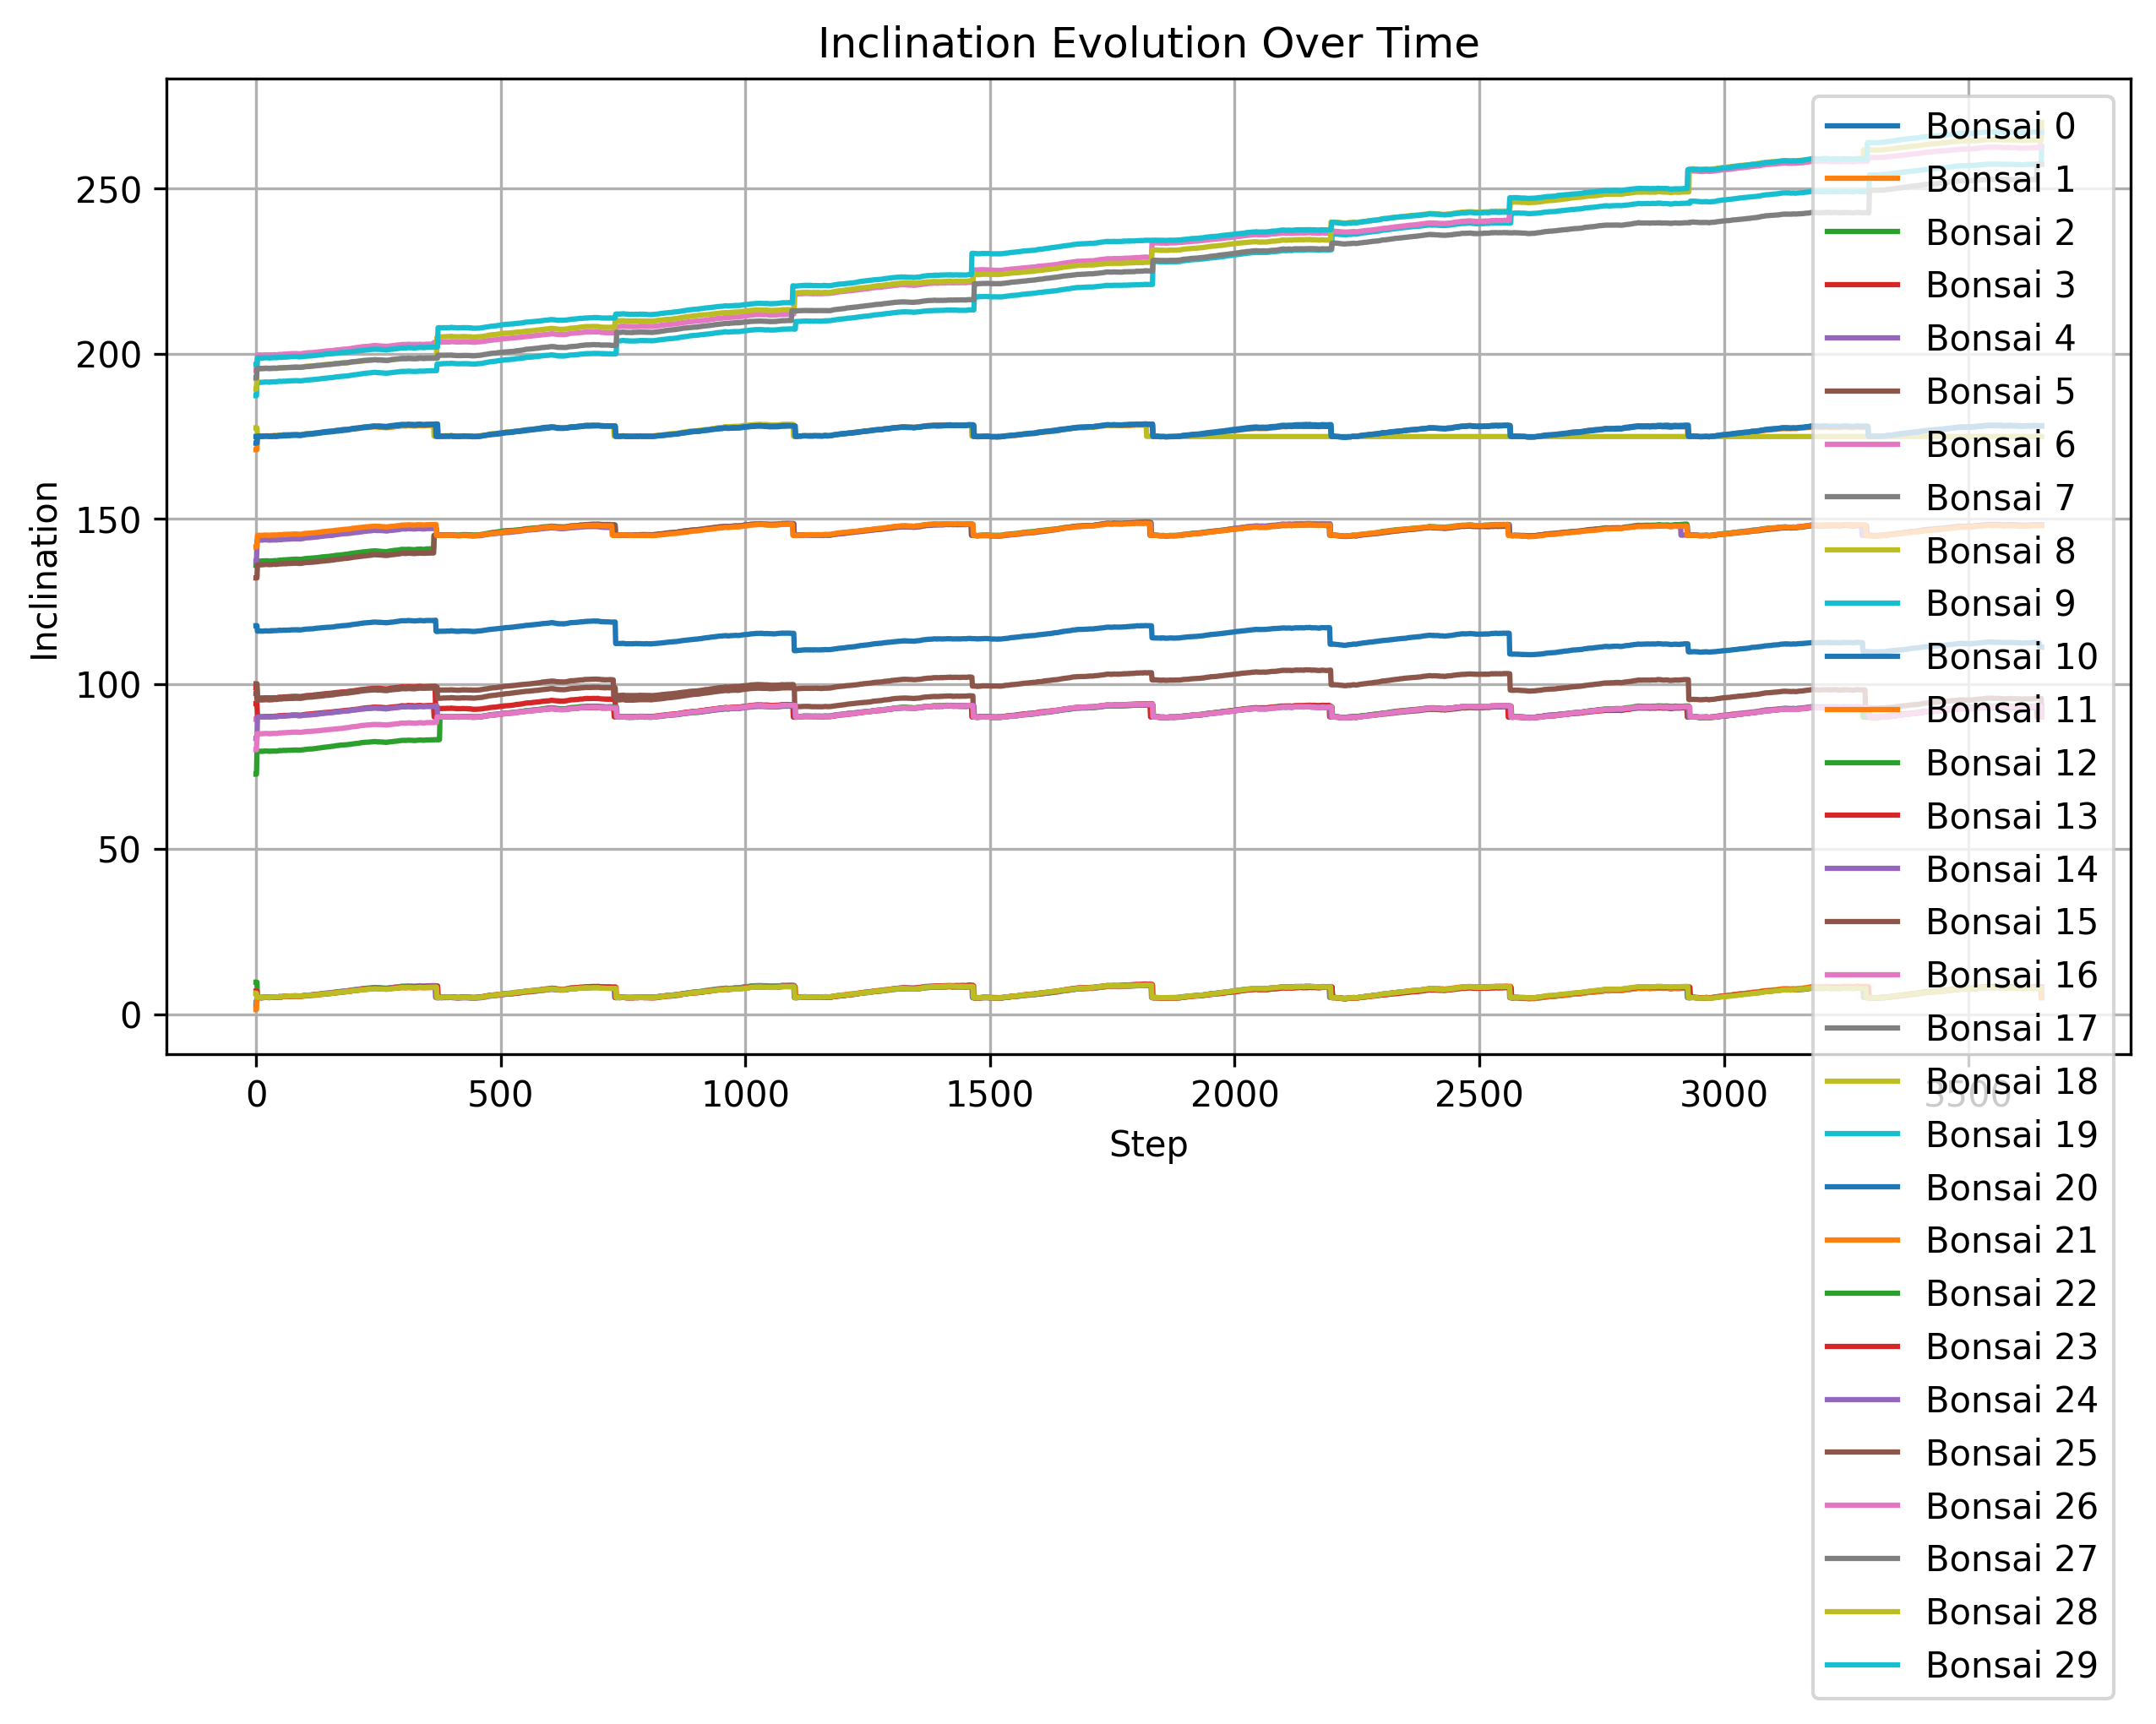 Inclination Evolution Over Time
Inclination
250
200
150
100
50
0
0 500 1000 1500 2000 2500 3000 3500
Step
Bonsai 0
Bonsai 1
Bonsai 2
Bonsai 3
Bonsai 4
Bonsai 5
Bonsai 6
Bonsai 7
Bonsai 8
Bonsai 9
Bonsai 10
Bonsai 11
Bonsai 12
Bonsai 13
Bonsai 14
Bonsai 15
Bonsai 16
Bonsai 17
Bonsai 18
Bonsai 19
Bonsai 20
Bonsai 21
Bonsai 22
Bonsai 23
Bonsai 24
Bonsai 25
Bonsai 26
Bonsai 27
Bonsai 28
Bonsai 29